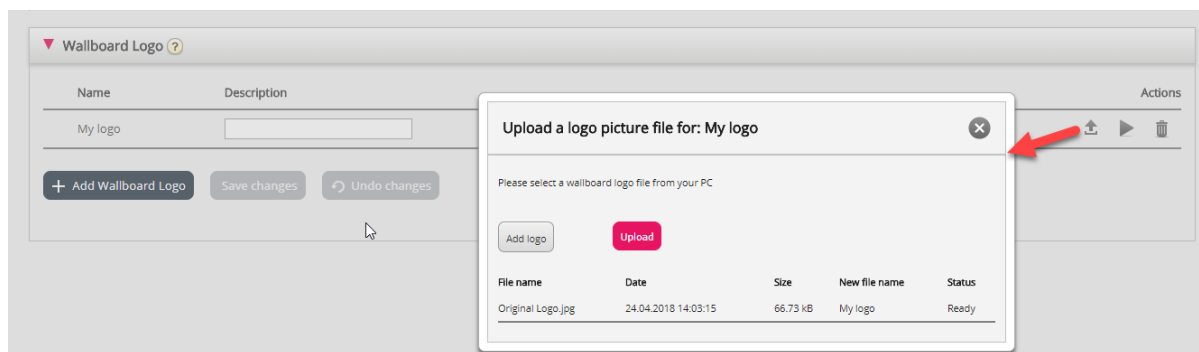 Wallboard Logo ?
Name Description Actions
My logo
+ Add Wallboard Logo Save changes Undo changes
Upload a logo picture file for: My logo
Please select a wallboard logo file from your PC
Add logo Upload
File name Date Size New file name Status
Original Logo.jpg 24.04.2018 14:03:15 66.73 kB My logo Ready